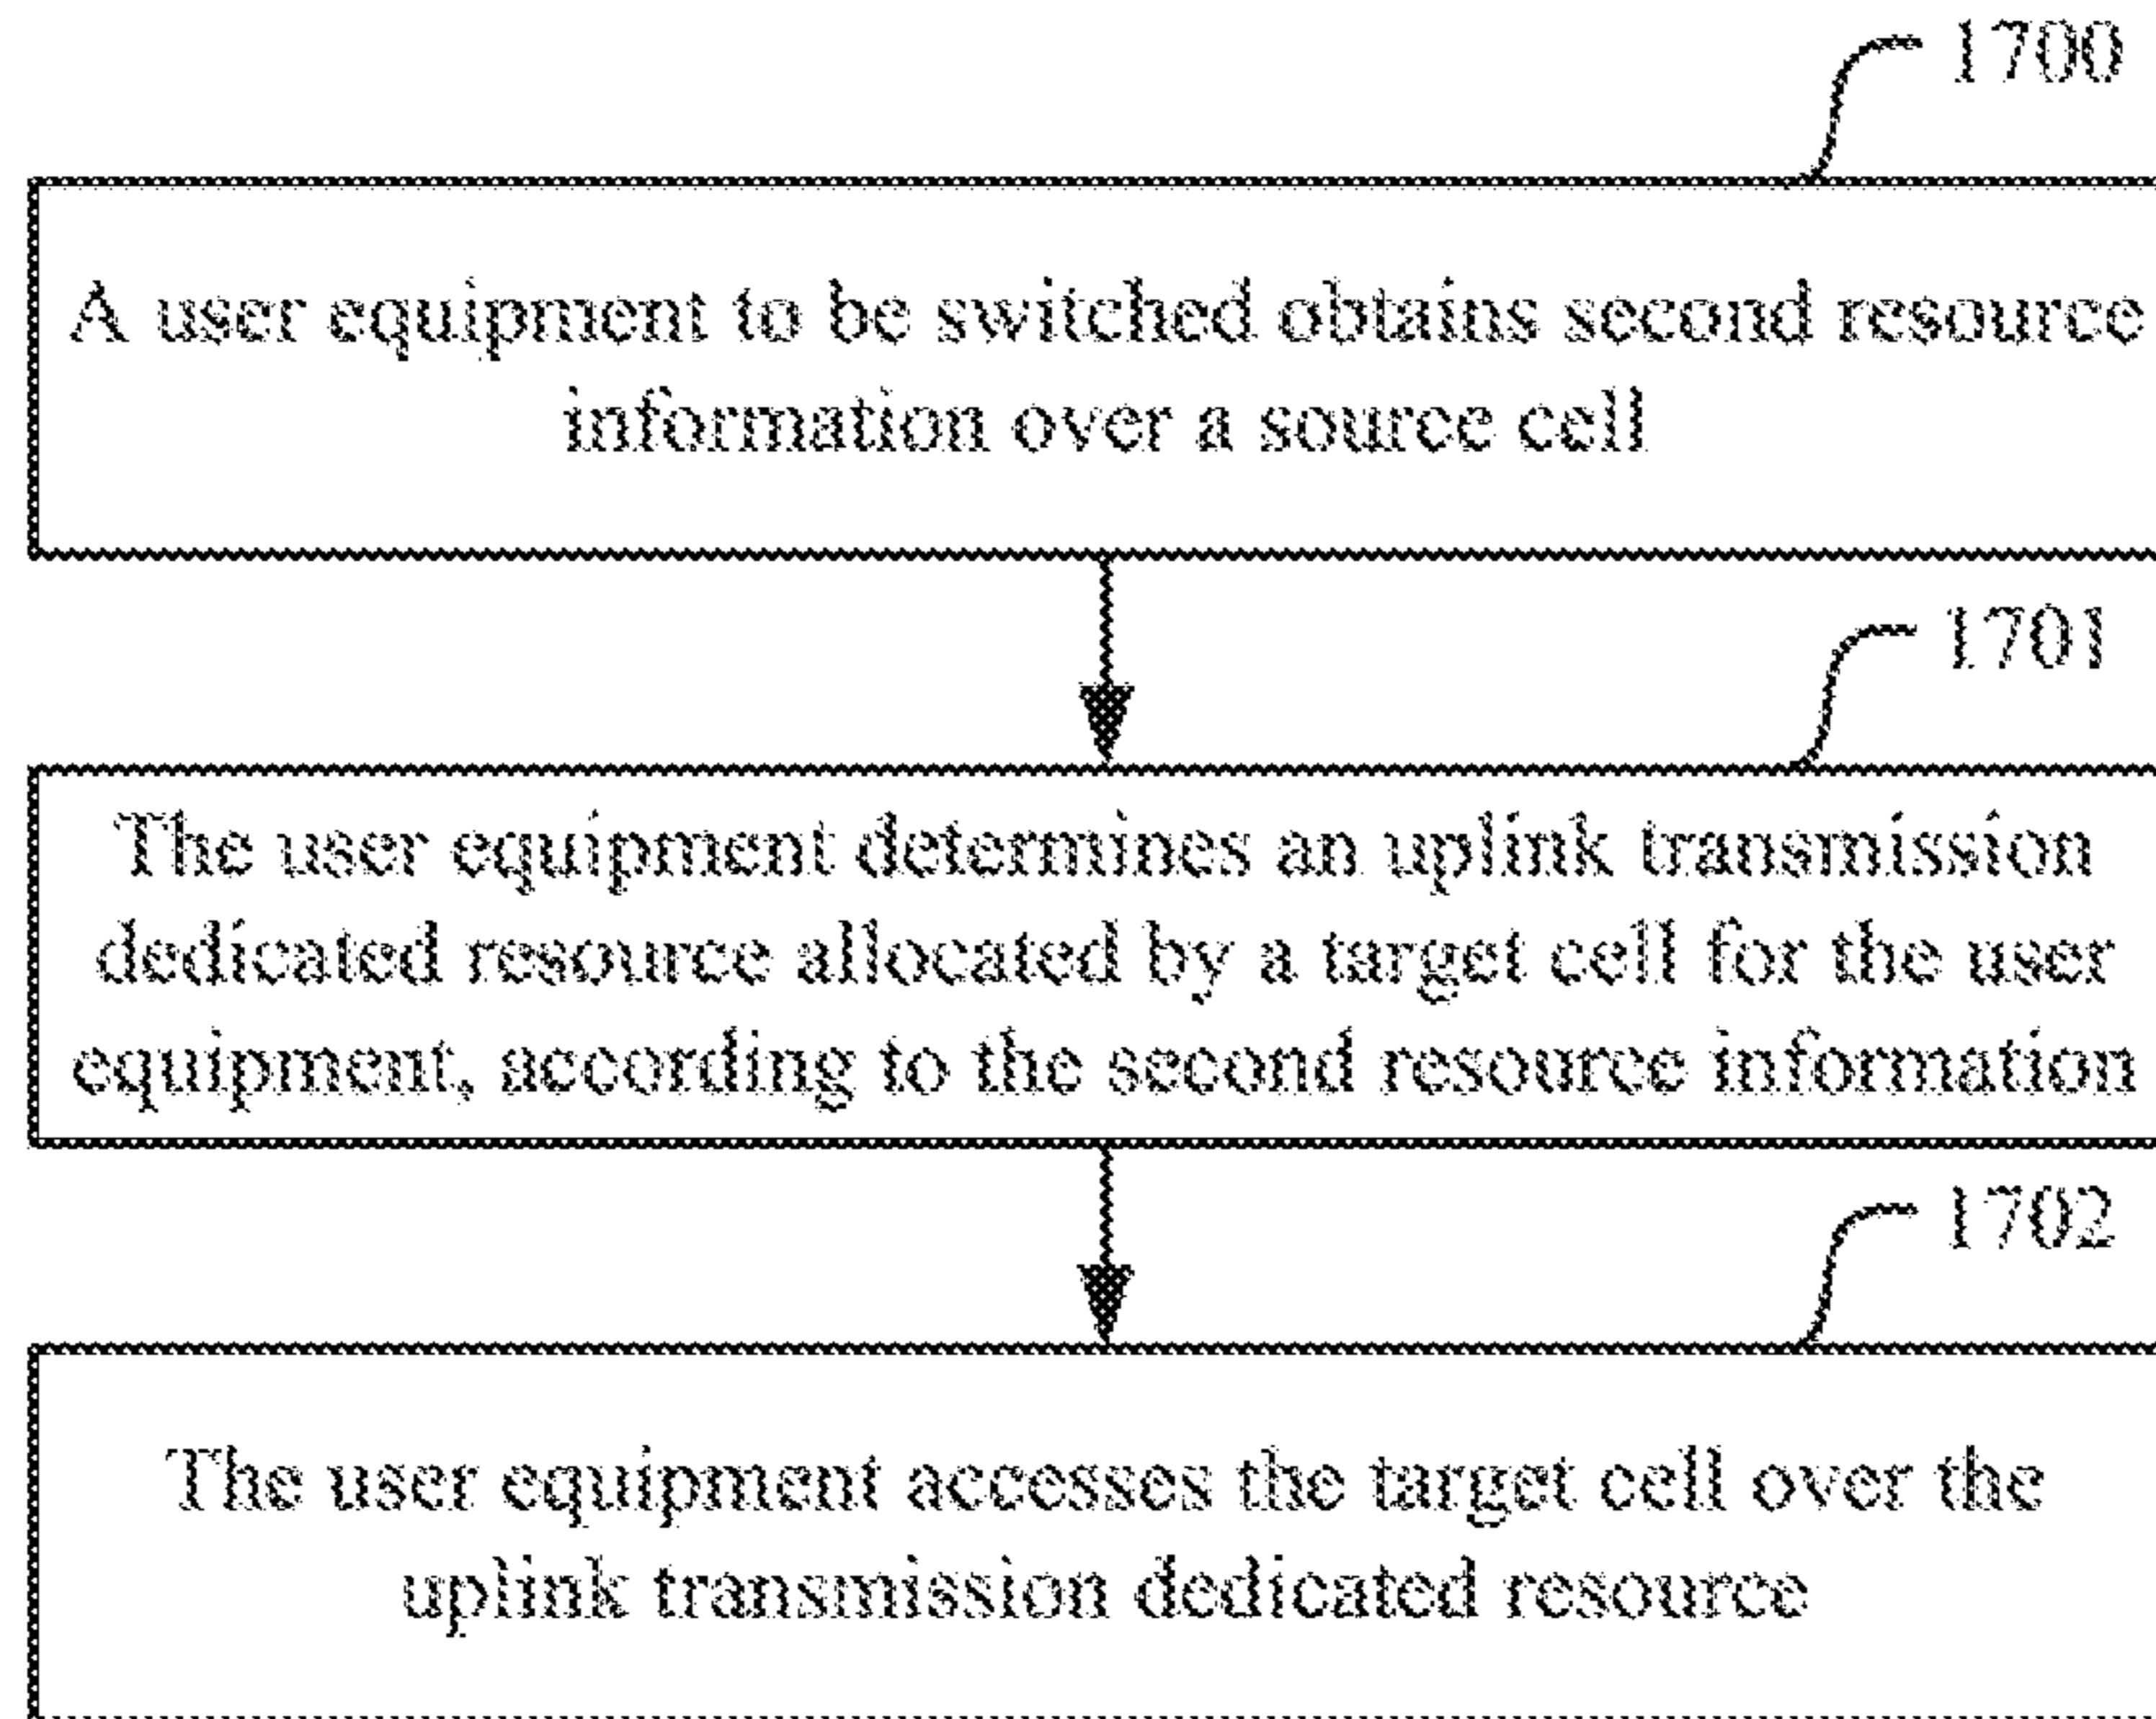 1700
A user equipment to be switched obtains second resource
information over a source cell
1701
The user equipment determines an uplink transmission
dedicated resource allocated by a target cell for the user
equipment, according to the second resource information
1702
The user equipment accesses the target cell over the
uplink transmission dedicated resource